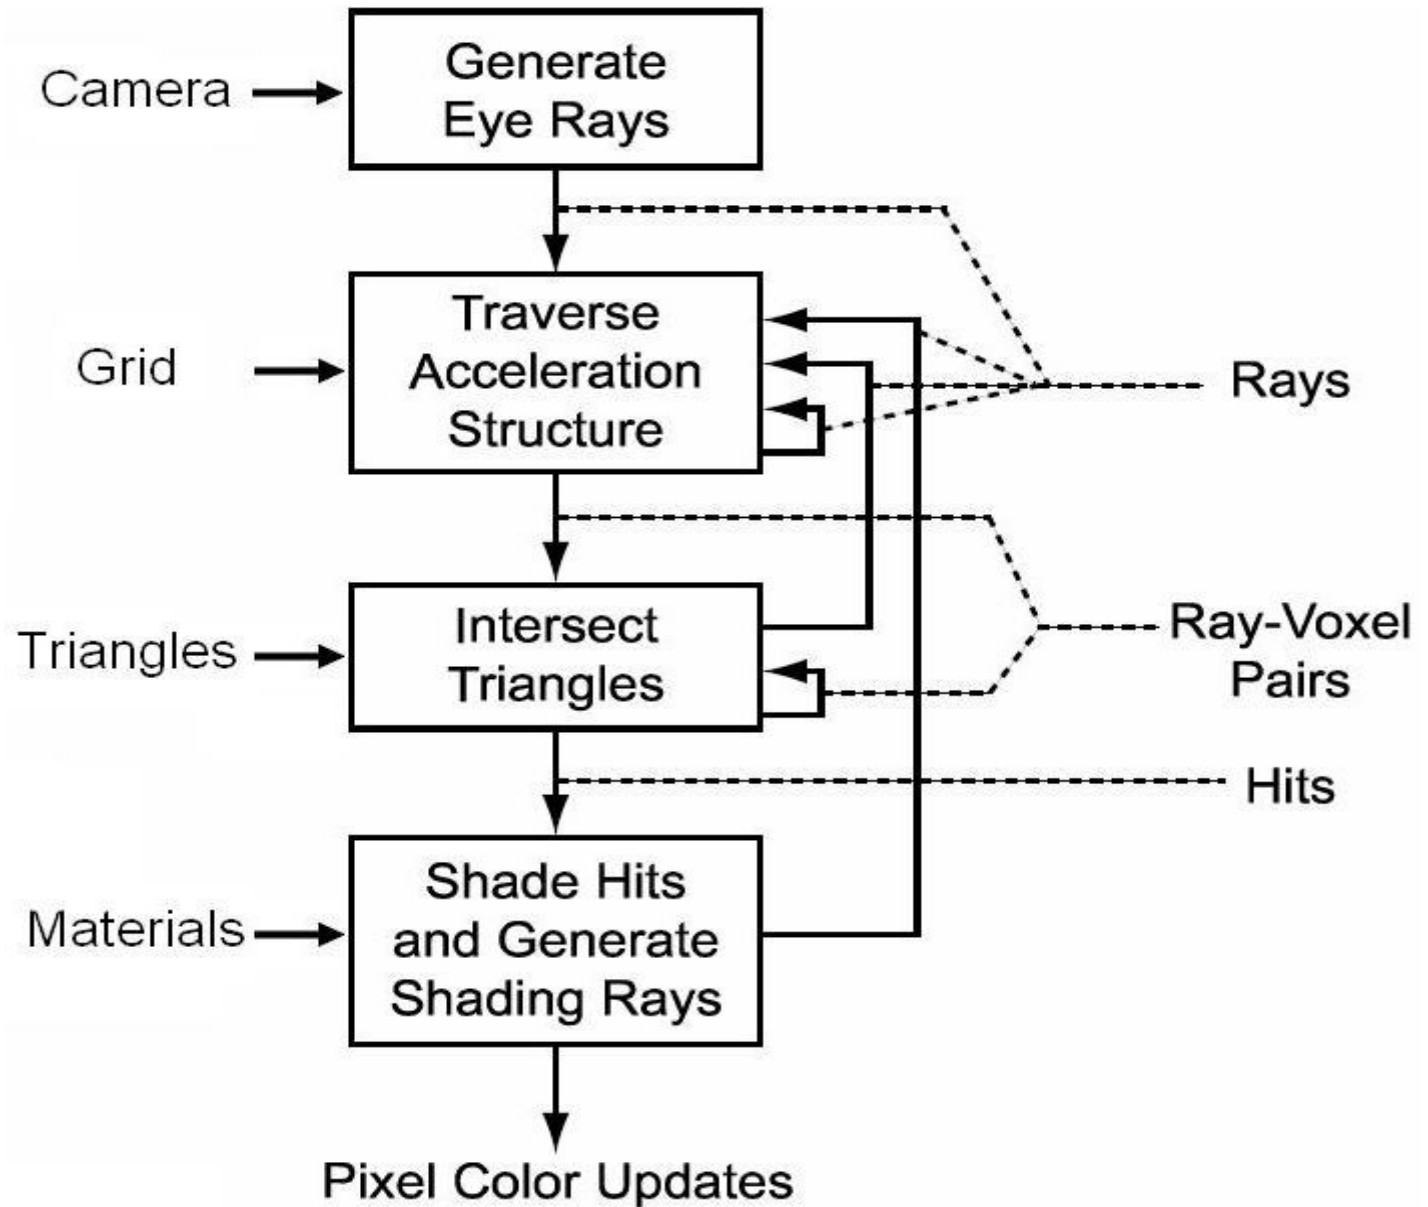 Camera
Generate
Eye Rays
Grid
Traverse
Acceleration
Structure
Rays
Triangles
Intersect
Triangles
Ray-Voxel
Pairs
Hits
Materials
Shade Hits
and Generate
Shading Rays
Pixel Color Updates